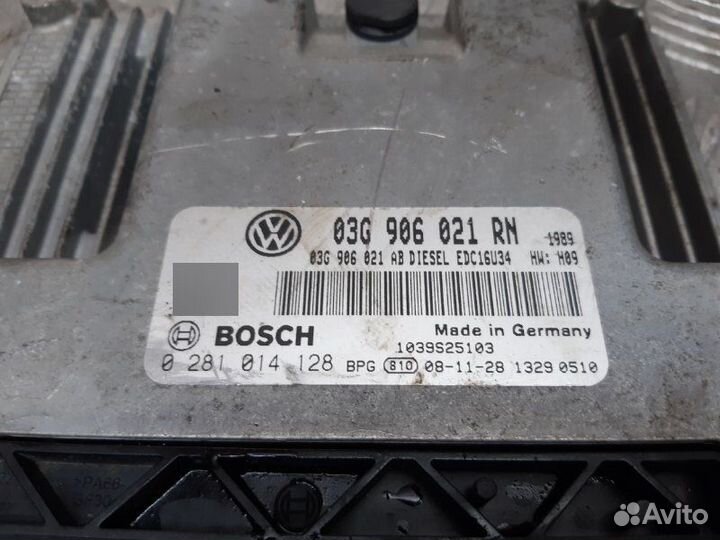 03G 906 021 RN 1989
03G 906 021 AB DIESEL EDC16U34 HW: H09
BOSCH
Made in Germany
1039S25103
0 281 014 128 BPG 810 08-11-28 1329 0510
>PA66-
Avito